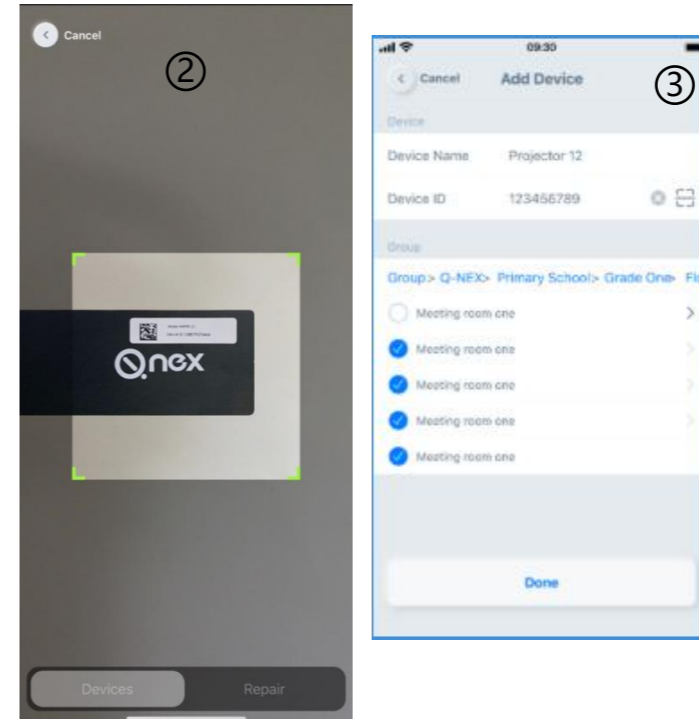 Cancel
②
Qnex
Devices
Repair
09:30
Cancel
Add Device
③
Device
Device Name
Projector 12
Device ID
123456789
Group
Group> Q-NEX> Primary School> Grade One>
Meeting room one
Meeting room one
Meeting room one
Meeting room one
Meeting room one
Done